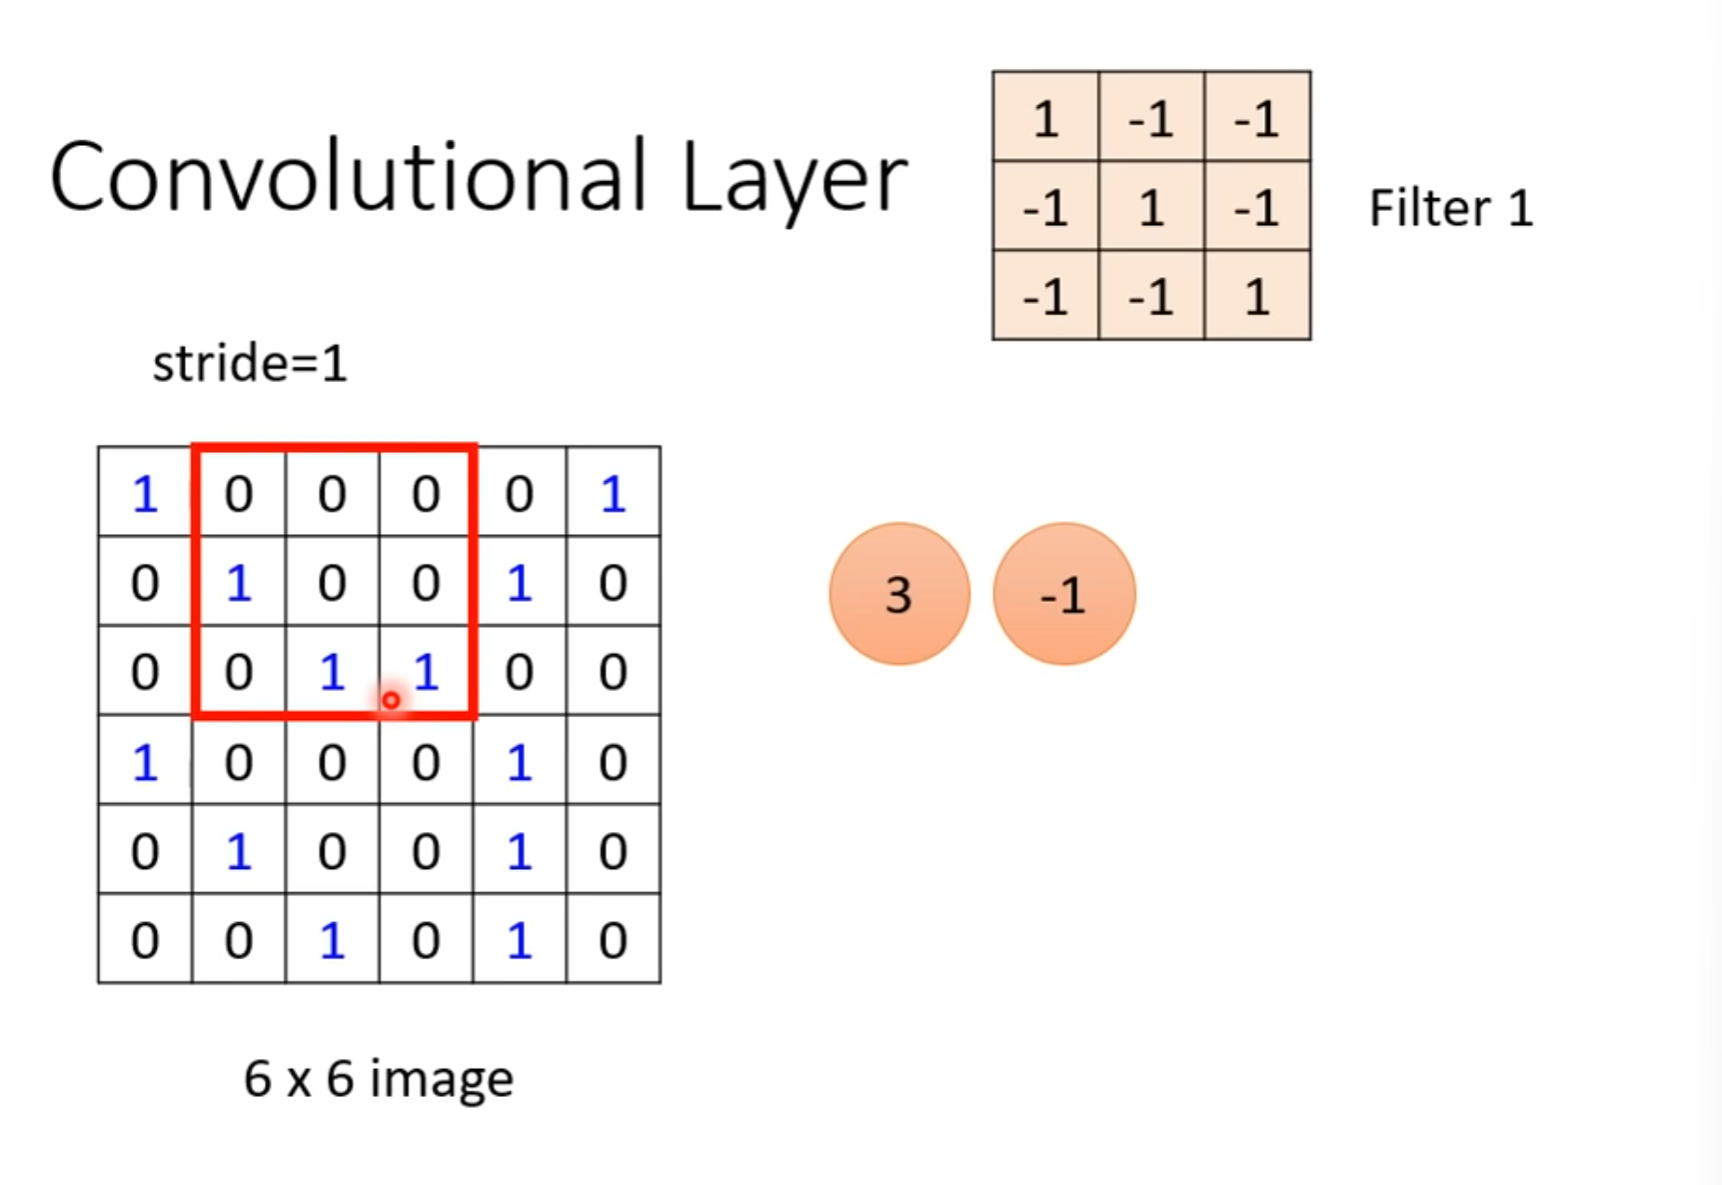 Convolutional Layer
1 -1 -1
-1 1 -1
-1 -1 1
Filter 1
stride=1
1 0 0 0 0 1
0 1 0 0 1 0
0 0 1 1 0 0
1 0 0 0 1 0
0 1 0 0 1 0
0 0 1 0 1 0
3 -1
6 x 6 image